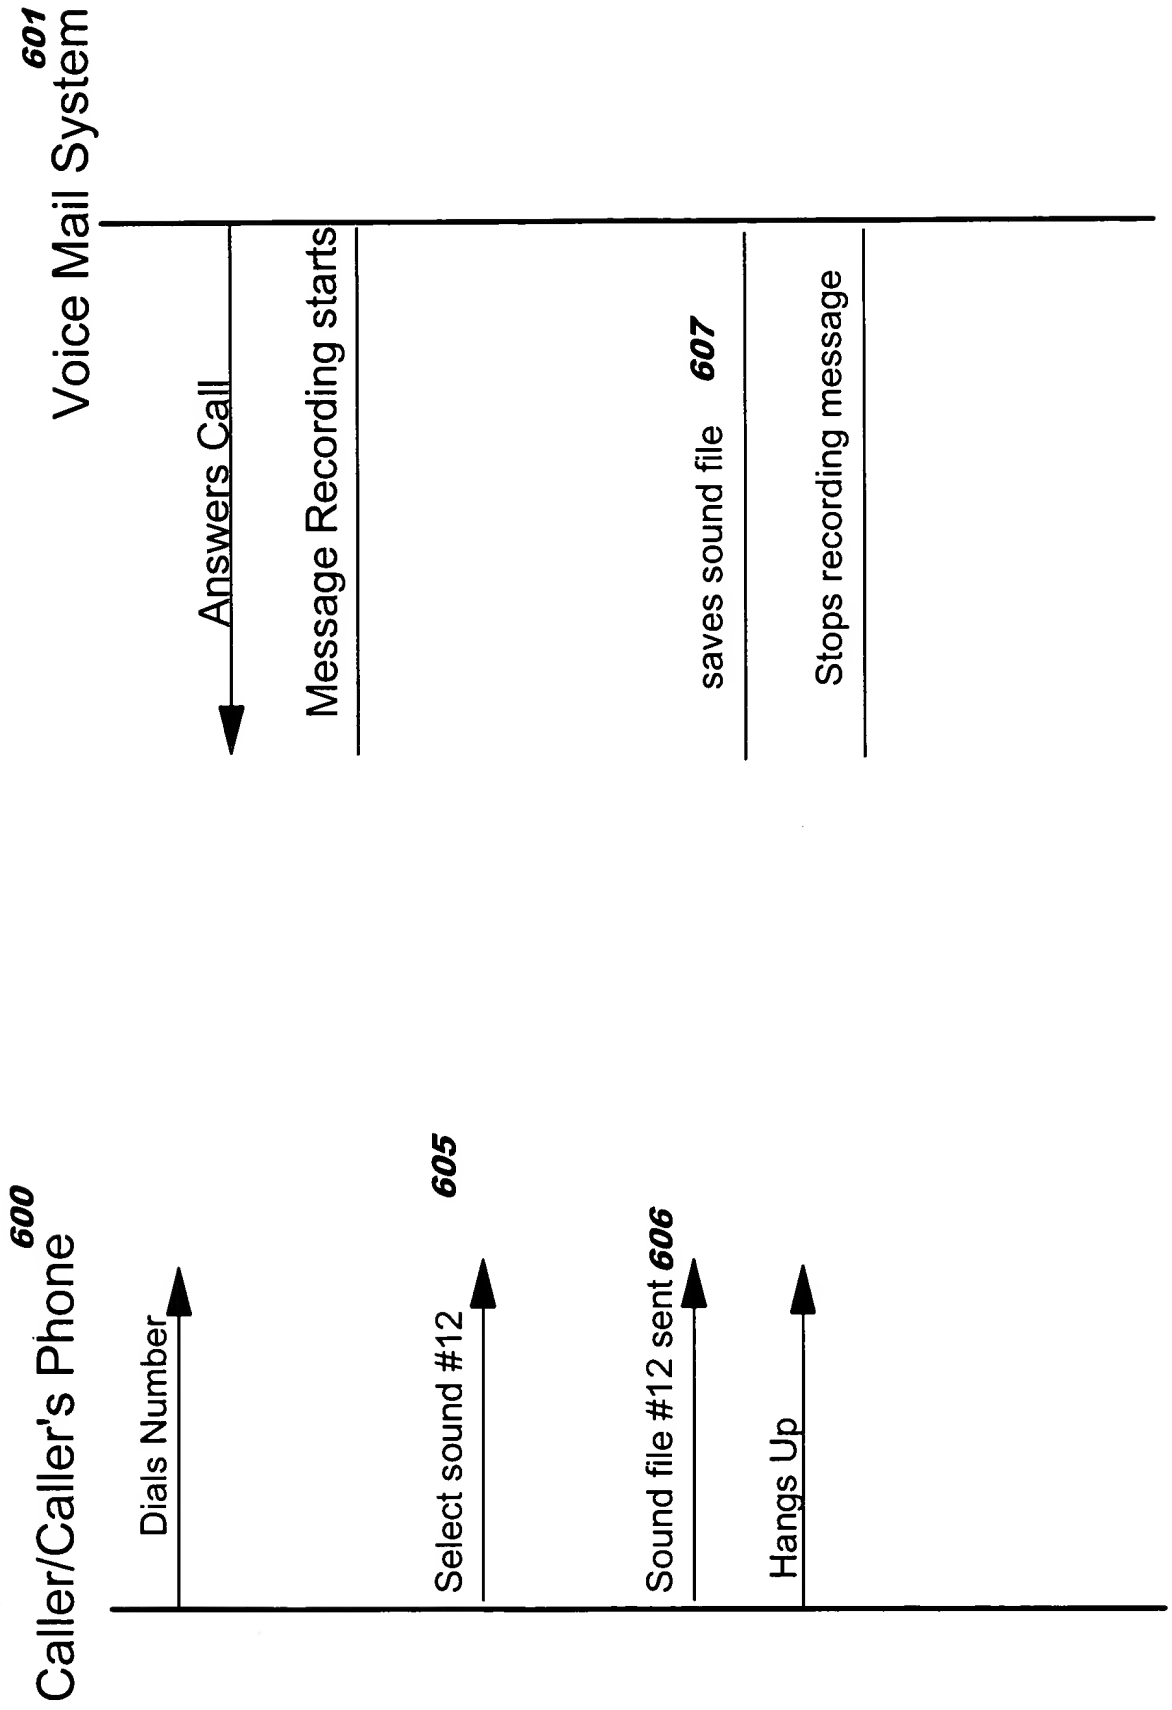 600
Caller/Caller's Phone
601
Voice Mail System
Dials Number
Answers Call
Message Recording starts
Select sound #12
605
Sound file #12 sent 606
saves sound file 607
Hangs Up
Stops recording message